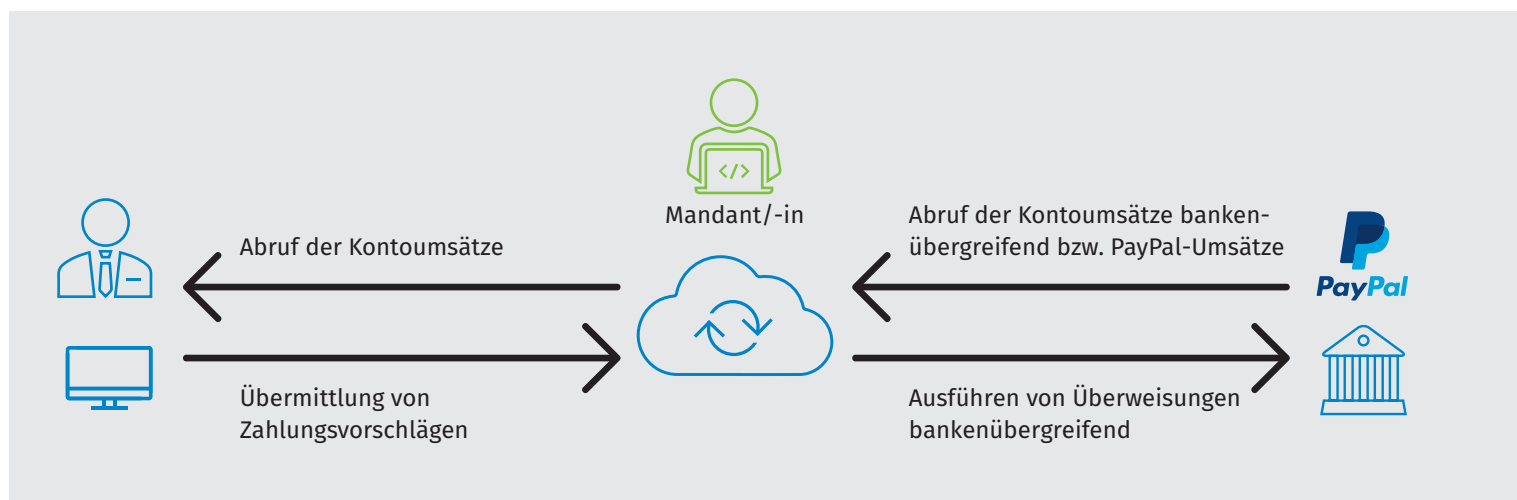 </>
Mandant/-in
Abruf der Kontoumsätze
Abruf der Kontoumsätze banken-
übergreifend bzw. PayPal-Umsätze
PayPal
Übermittlung von
Zahlungsvorschlägen
Ausführen von Überweisungen
bankenübergreifend